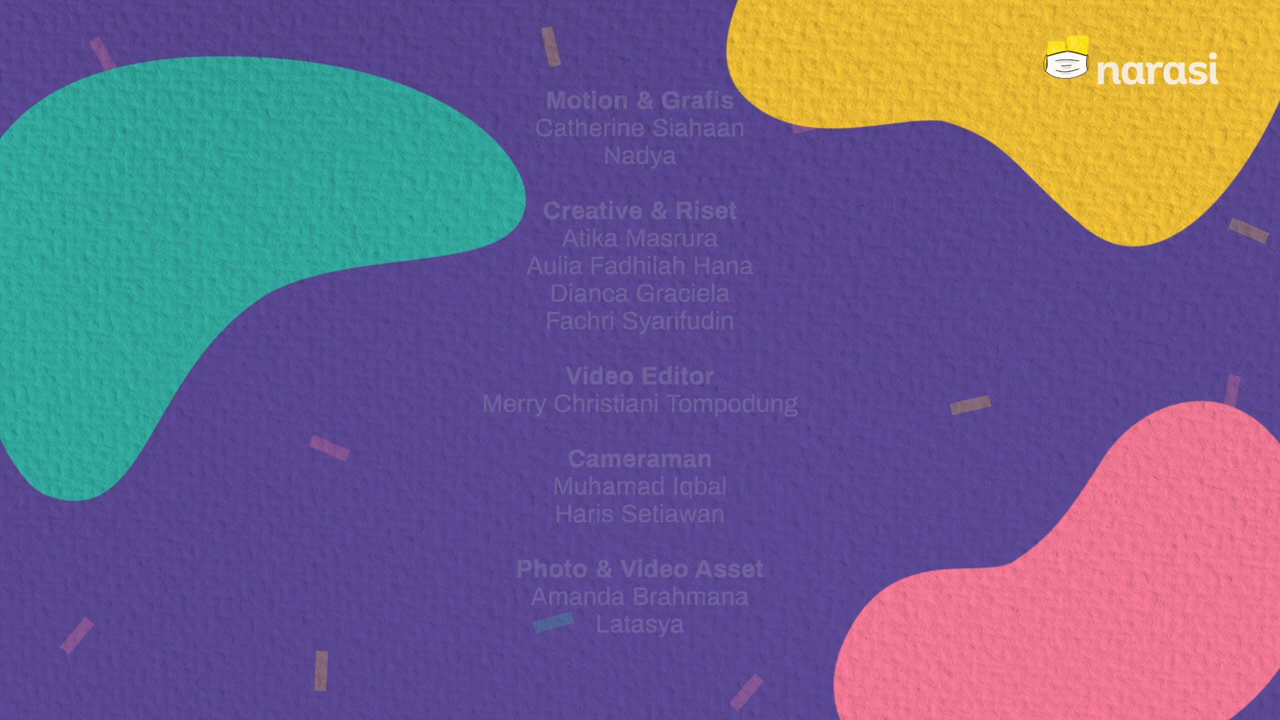 narasi
Motion & Grafis
Catherine Siahaan
Nadya
Creative & Riset
Atika Masrura
Aulia Fadhilah Hana
Dianca Graciela
Fachri Syarifudin
Video Editor
Merry Christiani Tompodung
Cameraman
Muhamad Iqbal
Haris Setiawan
Photo & Video Asset
Amanda Brahmana
Latasya